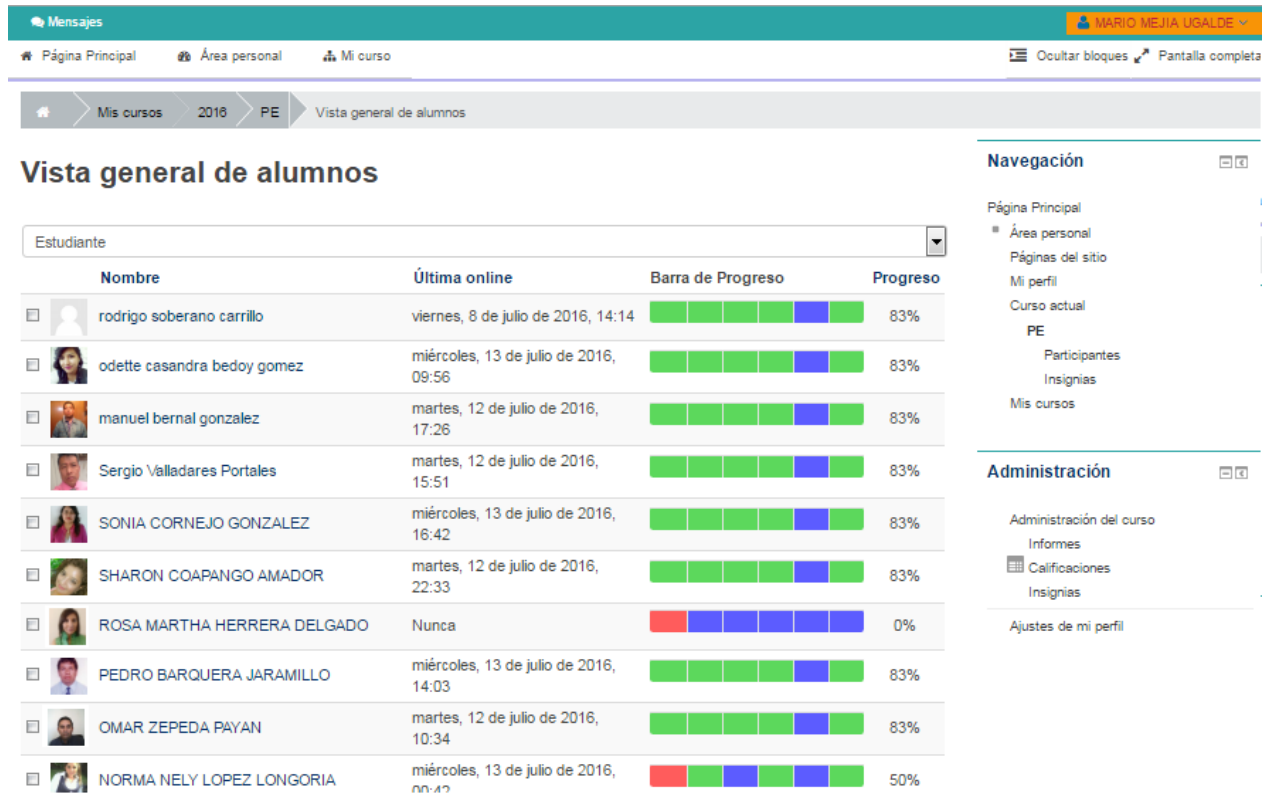 Mensajes
MARIO MEJIA UGALDE
Página Principal Área personal Mi curso
Ocultar bloques Pantalla completa
Mis cursos 2016 PE Vista general de alumnos
Vista general de alumnos
Estudiante
Nombre Última online Barra de Progreso Progreso
rodrigo soberano carrillo viernes, 8 de julio de 2016, 14:14 83%
odette casandra bedoy gomez miércoles, 13 de julio de 2016,
09:56 83%
manuel bernal gonzalez martes, 12 de julio de 2016,
17:26 83%
Sergio Valladares Portales martes, 12 de julio de 2016,
15:51 83%
SONIA CORNEJO GONZALEZ miércoles, 13 de julio de 2016,
16:42 83%
SHARON COAPANGO AMADOR martes, 12 de julio de 2016,
22:33 83%
ROSA MARTHA HERRERA DELGADO Nunca 0%
PEDRO BARQUERA JARAMILLO miércoles, 13 de julio de 2016,
14:03 83%
OMAR ZEPEDA PAYAN martes, 12 de julio de 2016,
10:34 83%
NORMA NELY LOPEZ LONGORIA miércoles, 13 de julio de 2016,
00:42 50%
Navegación
Página Principal
Área personal
Páginas del sitio
Mi perfil
Curso actual
PE
Participantes
Insignias
Mis cursos
Administración
Administración del curso
Informes
Calificaciones
Insignias
Ajustes de mi perfil